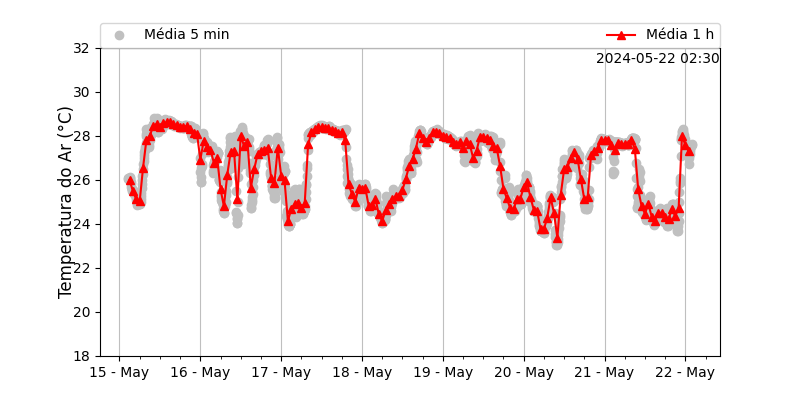 Média 5 min
Média 1 h
2024-05-22 02:30
Temperatura do Ar (°C)
32
30
28
26
24
22
20
18
15 - May
16 - May
17 - May
18 - May
19 - May
20 - May
21 - May
22 - May